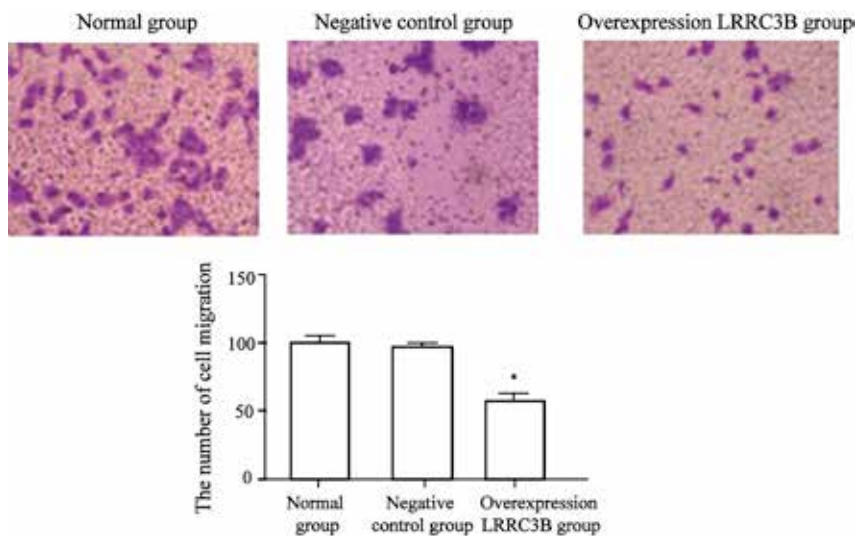 Normal group
Negative control group
Overexpression LRRC3B group
The number of cell migration
150
100
50
0
*
Normal
group
Negative
control group
Overexpression
LRRC3B group